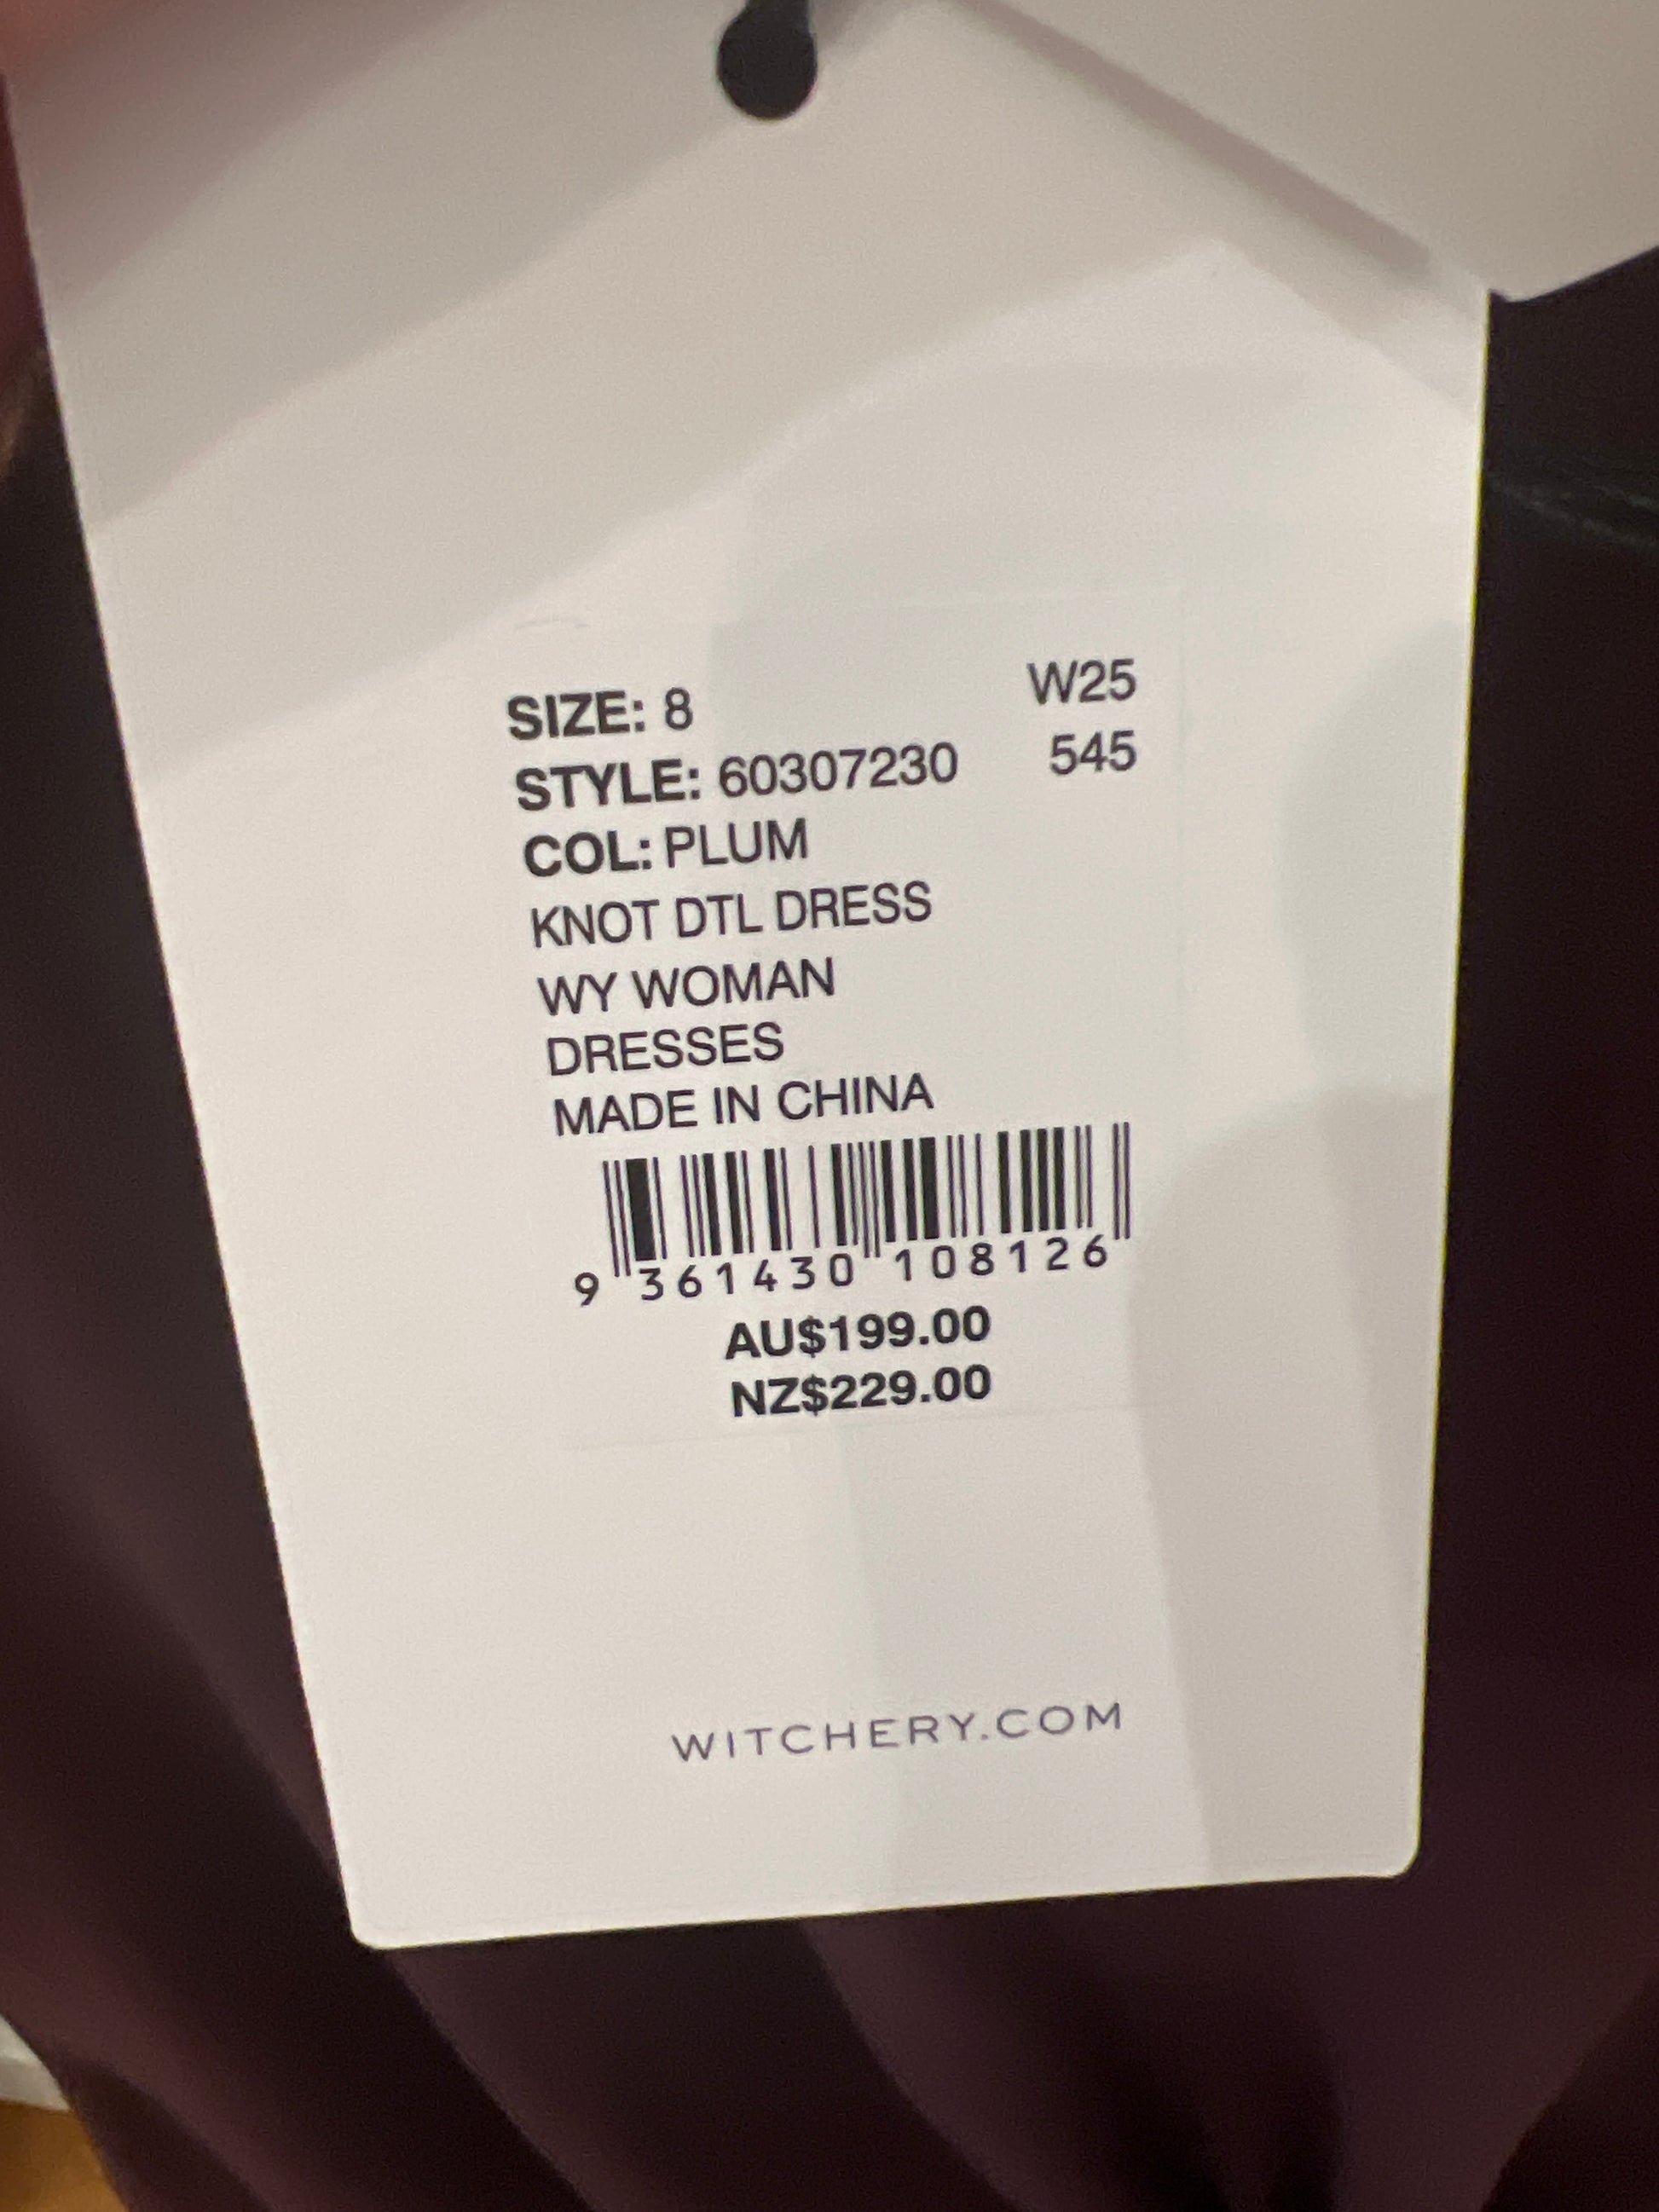 SIZE: 8 W25
STYLE: 60307230 545
COL: PLUM
KNOT DTL DRESS
WY WOMAN
DRESSES
MADE IN CHINA
9 361430 108126
AU$199.00
NZ$229.00
WITCHERY.COM